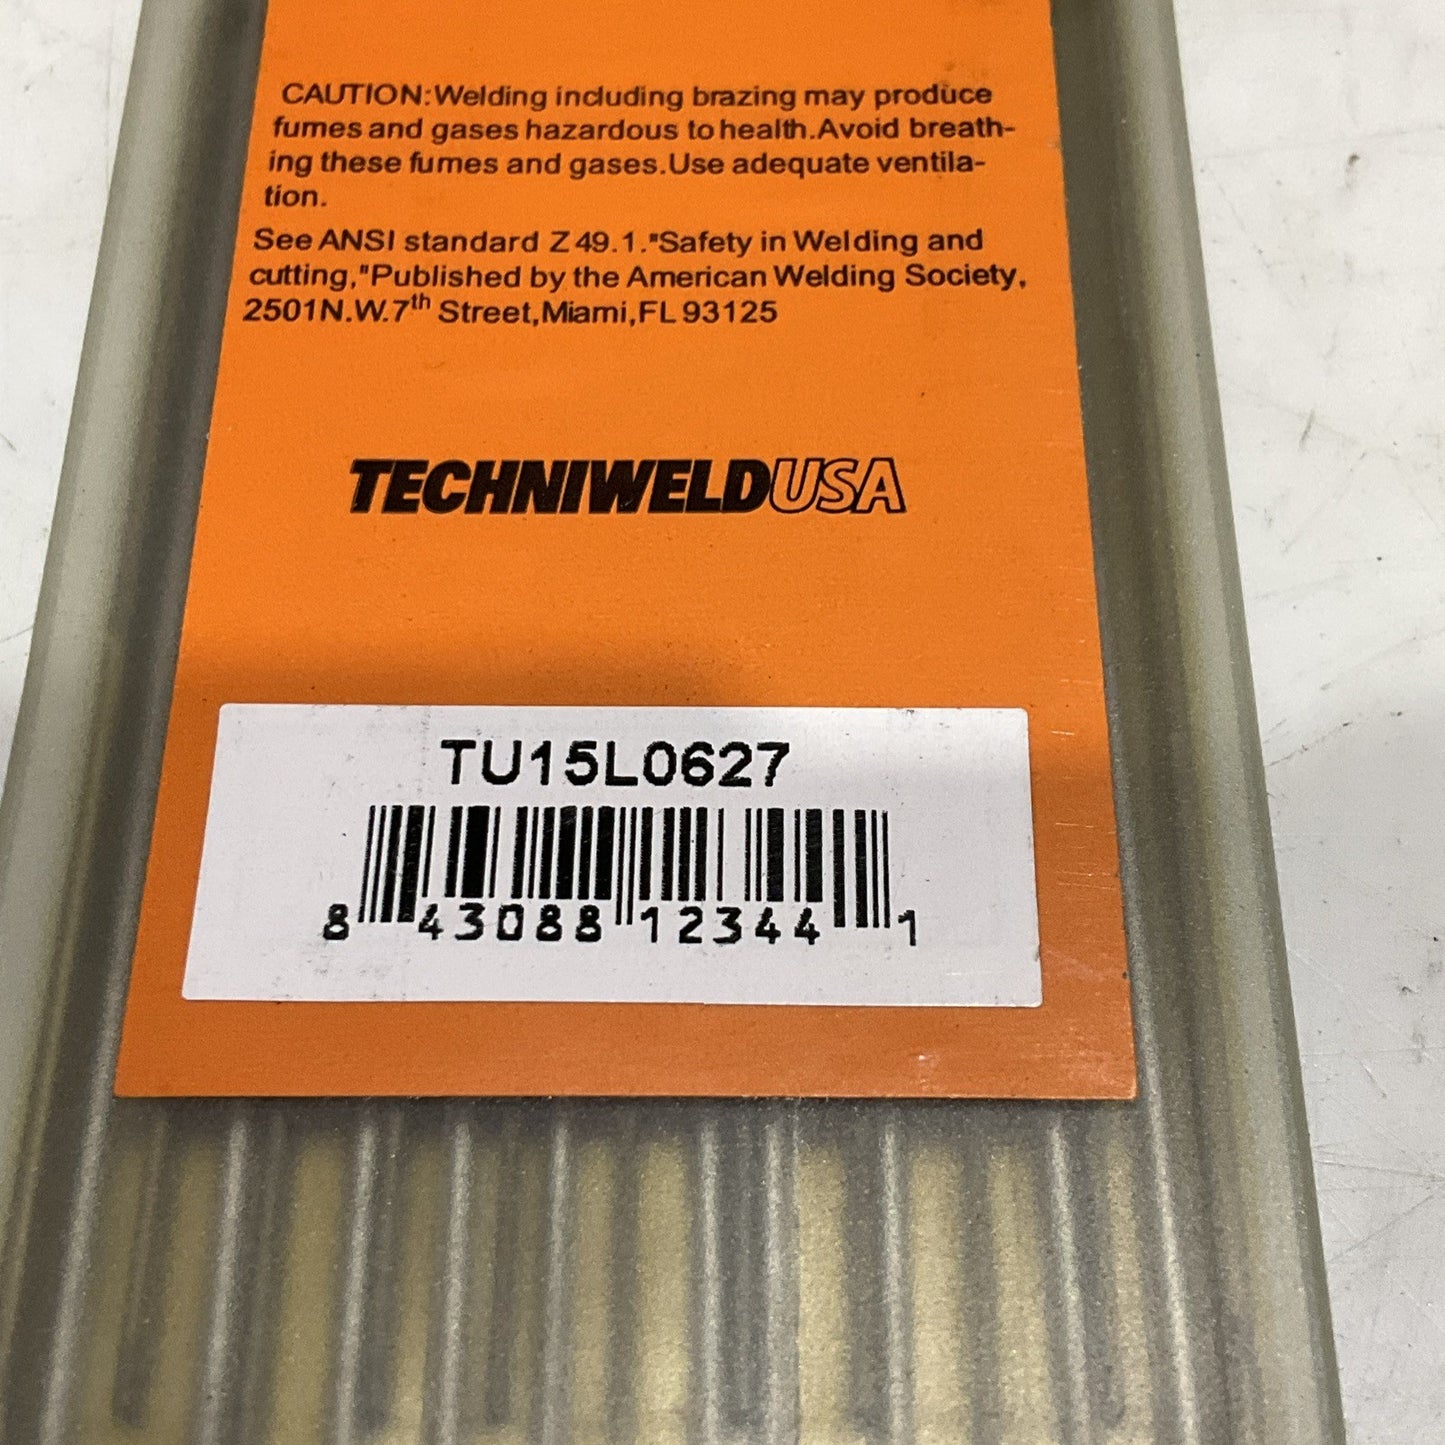 CAUTION:Welding including brazing may produce
fumes and gases hazardous to health.Avoid breath-
ing these fumes and gases.Use adequate ventila-
tion.
See ANSI standard Z 49.1."Safety in Welding and
cutting,"Published by the American Welding Society,
2501N.W.7th Street,Miami,FL 93125
TECHNIWELDUSA
TU15L0627
8 43088 12344 1